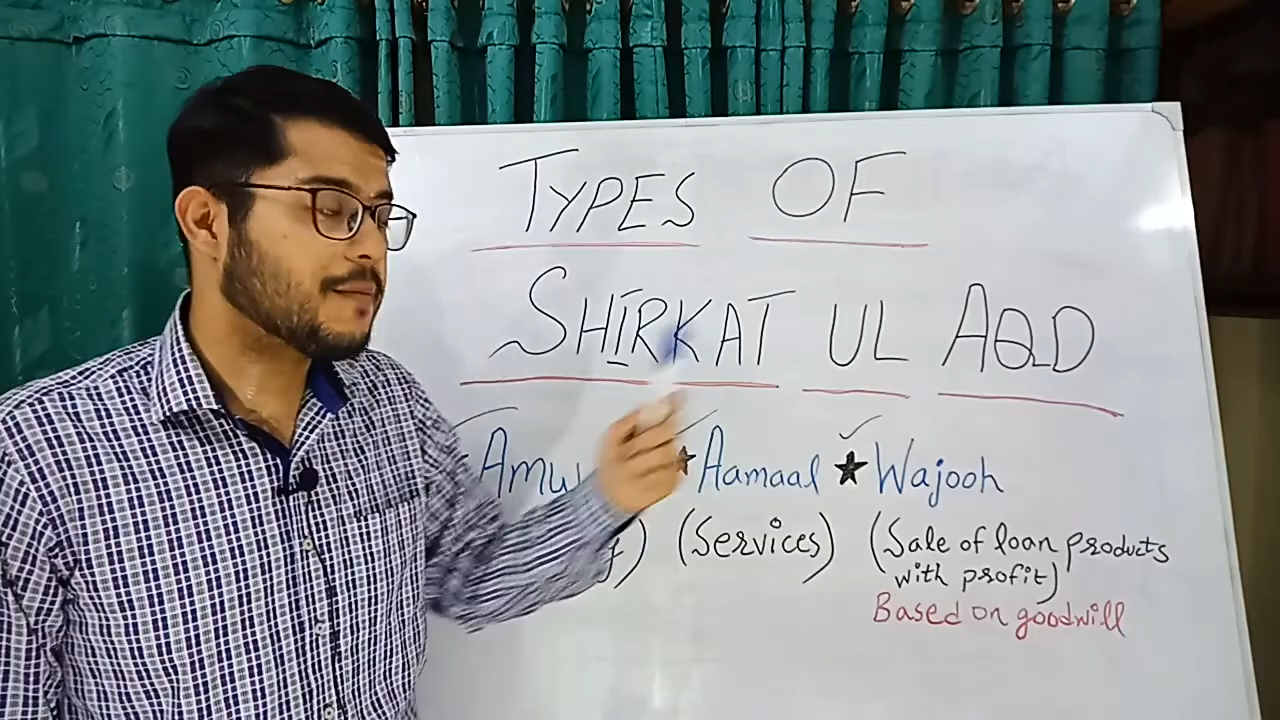 TYPES OF
SHIRKAT UL AQD
★ Aamaal ★ Wajooh
(Services) (Sale of loan products
with profit)
Based on goodwill